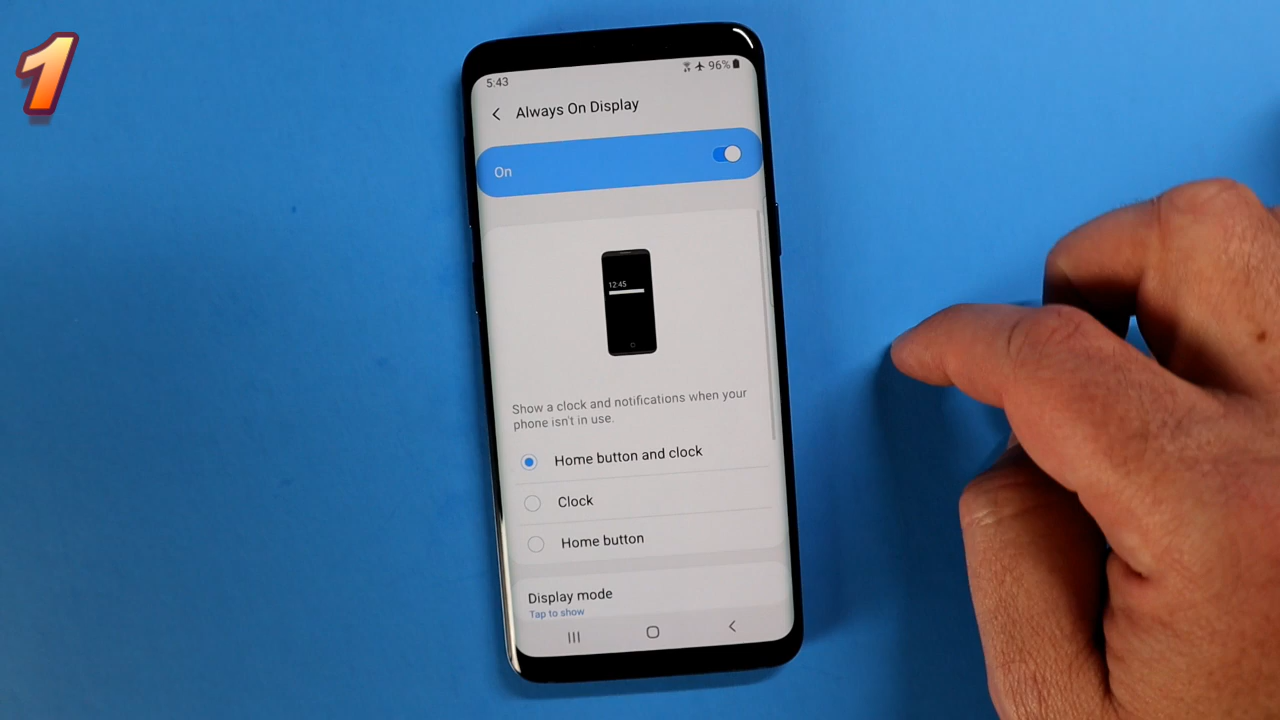 1
5:43
96%
Always On Display
On
12:45
Show a clock and notifications when your
phone isn't in use.
Home button and clock
Clock
Home button
Display mode
Tap to show